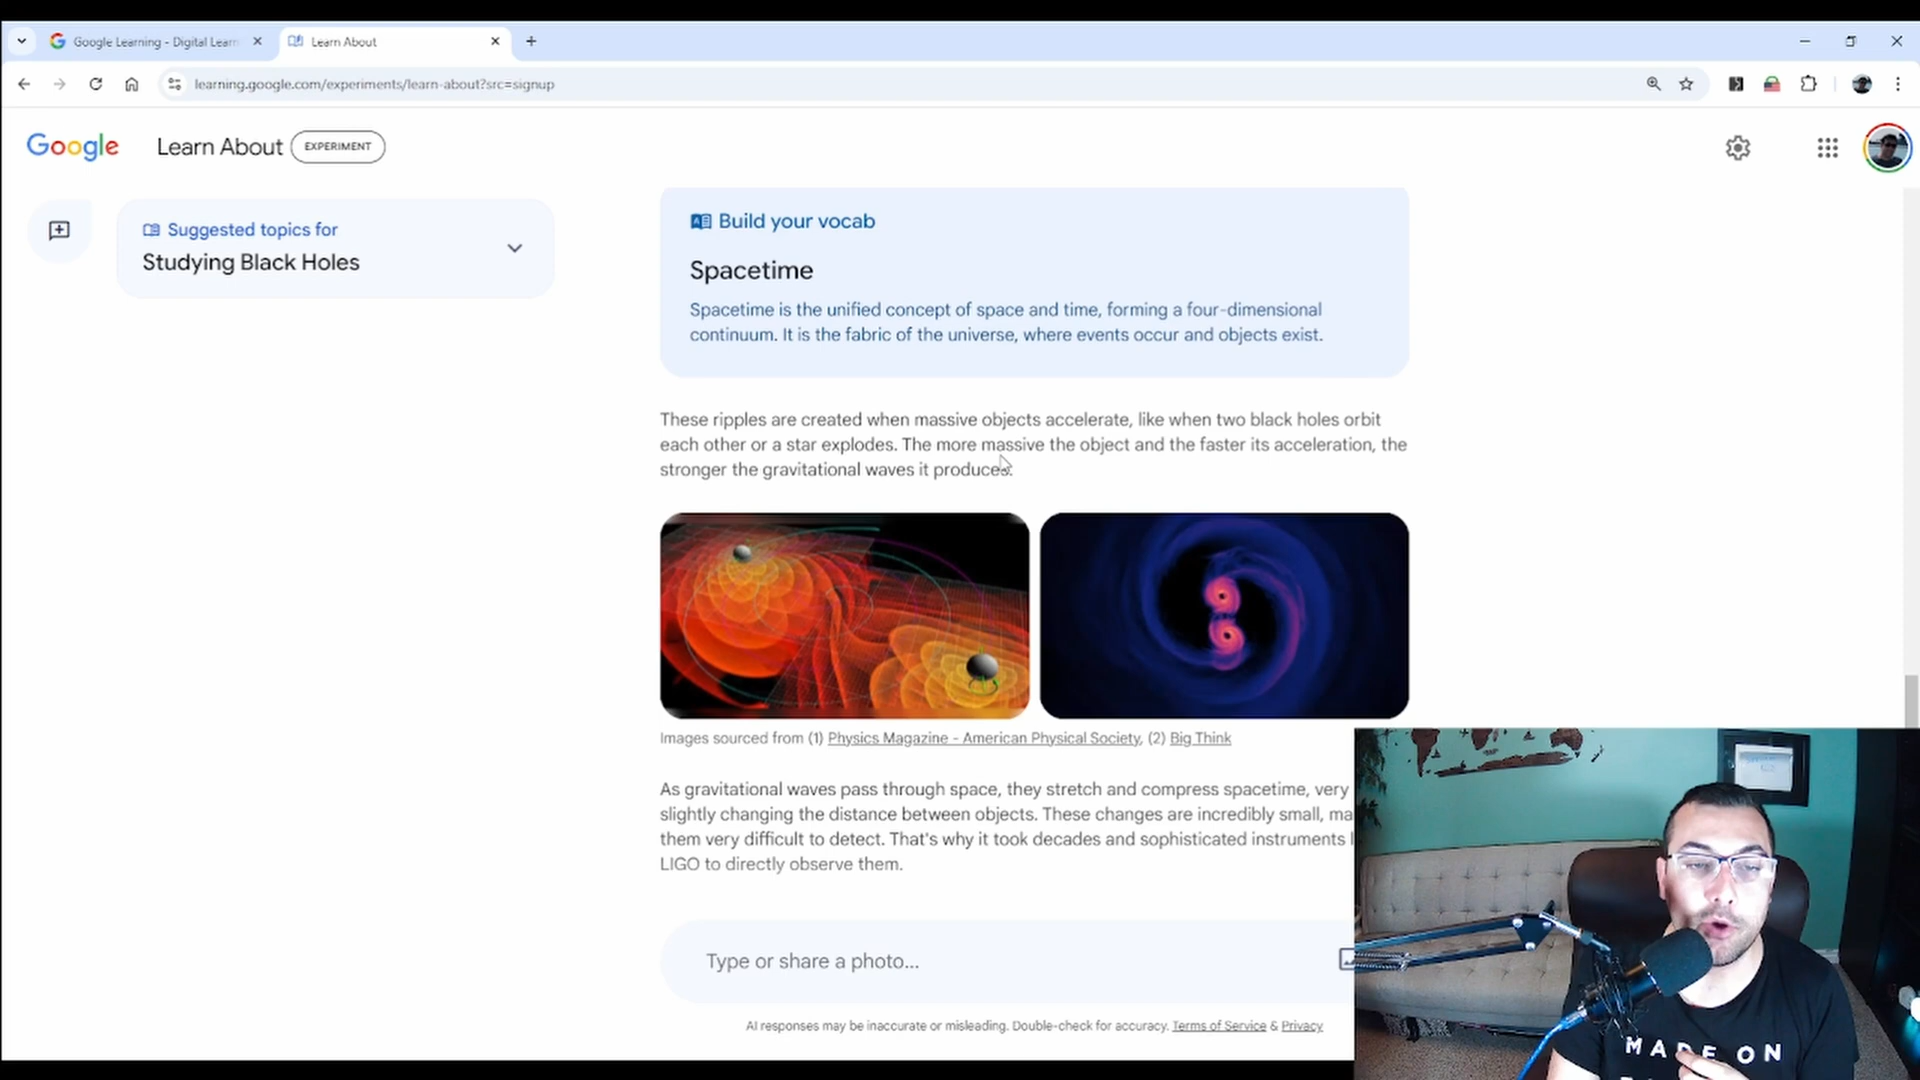 Google Learning - Digital Learn
Learn About
learning.google.com/experiments/learn-about?src=signup
Google
Learn About
EXPERIMENT
Suggested topics for
Studying Black Holes
Build your vocab
Spacetime
Spacetime is the unified concept of space and time, forming a four-dimensional
continuum. It is the fabric of the universe, where events occur and objects exist.
These ripples are created when massive objects accelerate, like when two black holes orbit
each other or a star explodes. The more massive the object and the faster its acceleration, the
stronger the gravitational waves it produces.
Images sourced from (1) Physics Magazine - American Physical Society, (2) Big Think
As gravitational waves pass through space, they stretch and compress spacetime, very
slightly changing the distance between objects. These changes are incredibly small, ma
them very difficult to detect. That's why it took decades and sophisticated instruments
LIGO to directly observe them.
Type or share a photo...
AI responses may be inaccurate or misleading. Double-check for accuracy. Terms of Service & Privacy
MADE ON